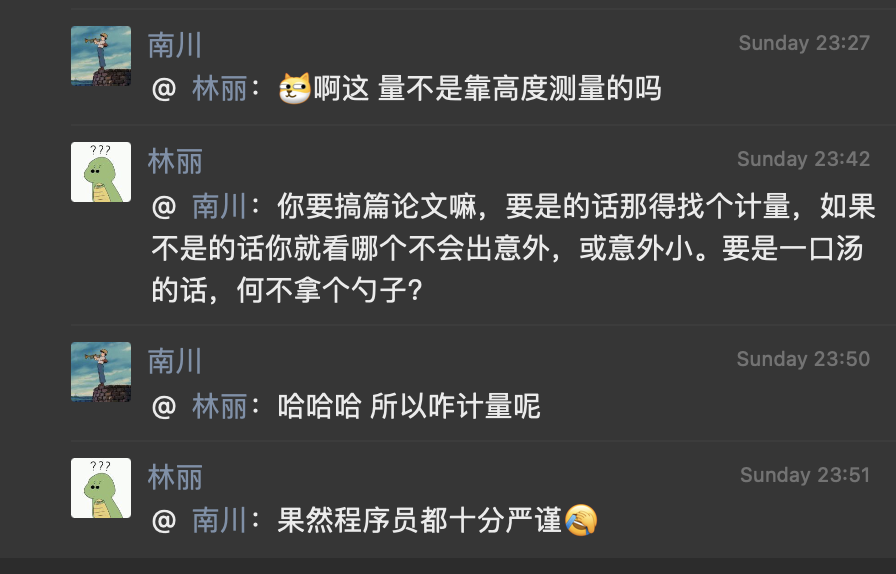 南川
Sunday 23:27
@ 林丽：啊这 量不是靠高度测量的吗
???
林丽
Sunday 23:42
@ 南川：你要搞篇论文嘛，要是的话那得找个计量，如果
不是的话你就看哪个不会出意外，或意外小。要是一口汤
的话，何不拿个勺子？
南川
Sunday 23:50
@ 林丽：哈哈哈 所以咋计量呢
???
林丽
Sunday 23:51
@ 南川：果然程序员都十分严谨